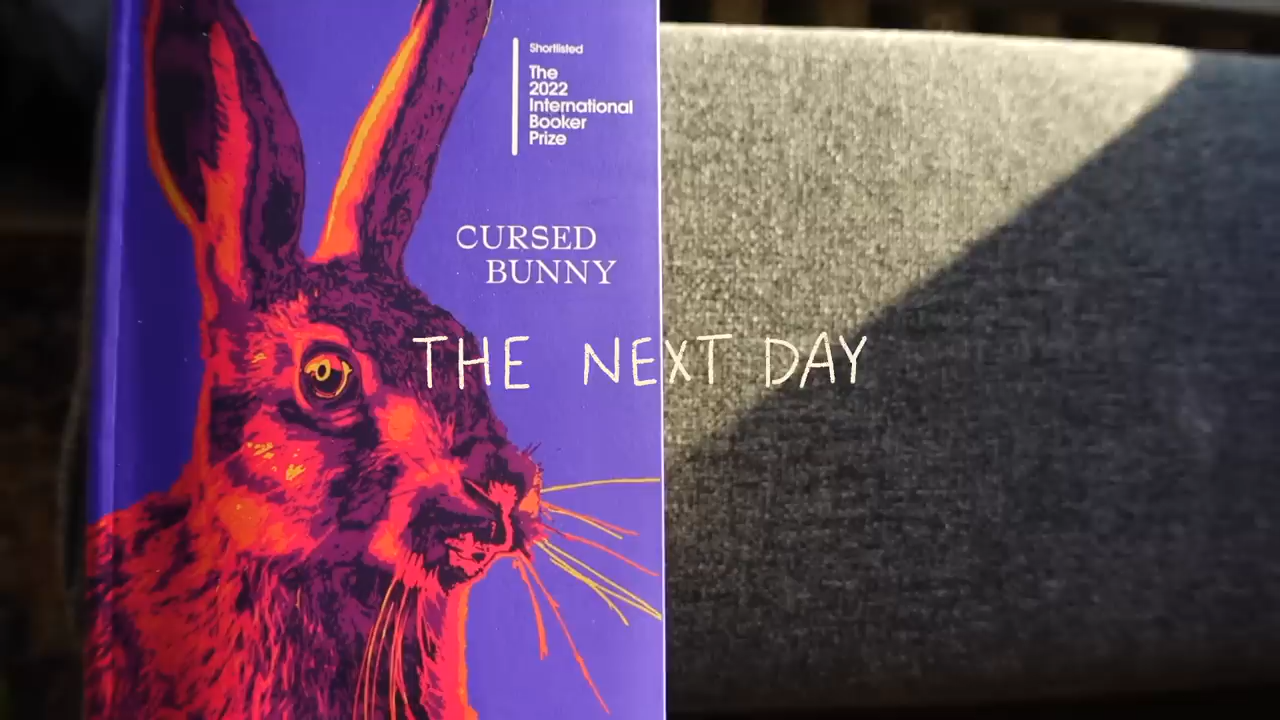 Shortlisted
The
2022
International
Booker
Prize
CURSED
BUNNY
THE NEXT DAY